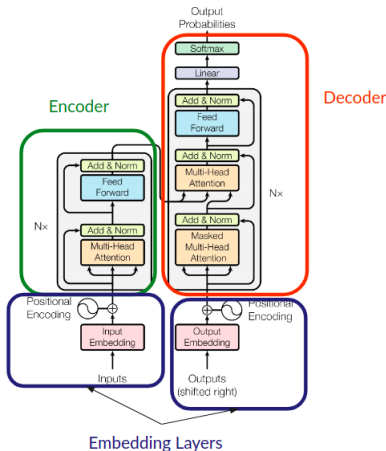 Output
Probabilities
Softmax
Linear
Decoder
Add & Norm
Feed
Forward
Add & Norm
Multi-Head
Attention
Nx
Add & Norm
Masked
Multi-Head
Attention
Encoder
Add & Norm
Feed
Forward
Nx
Add & Norm
Multi-Head
Attention
Positional
Encoding
Input
Embedding
Inputs
Positional
Encoding
Output
Embedding
Outputs
(shifted right)
Embedding Layers